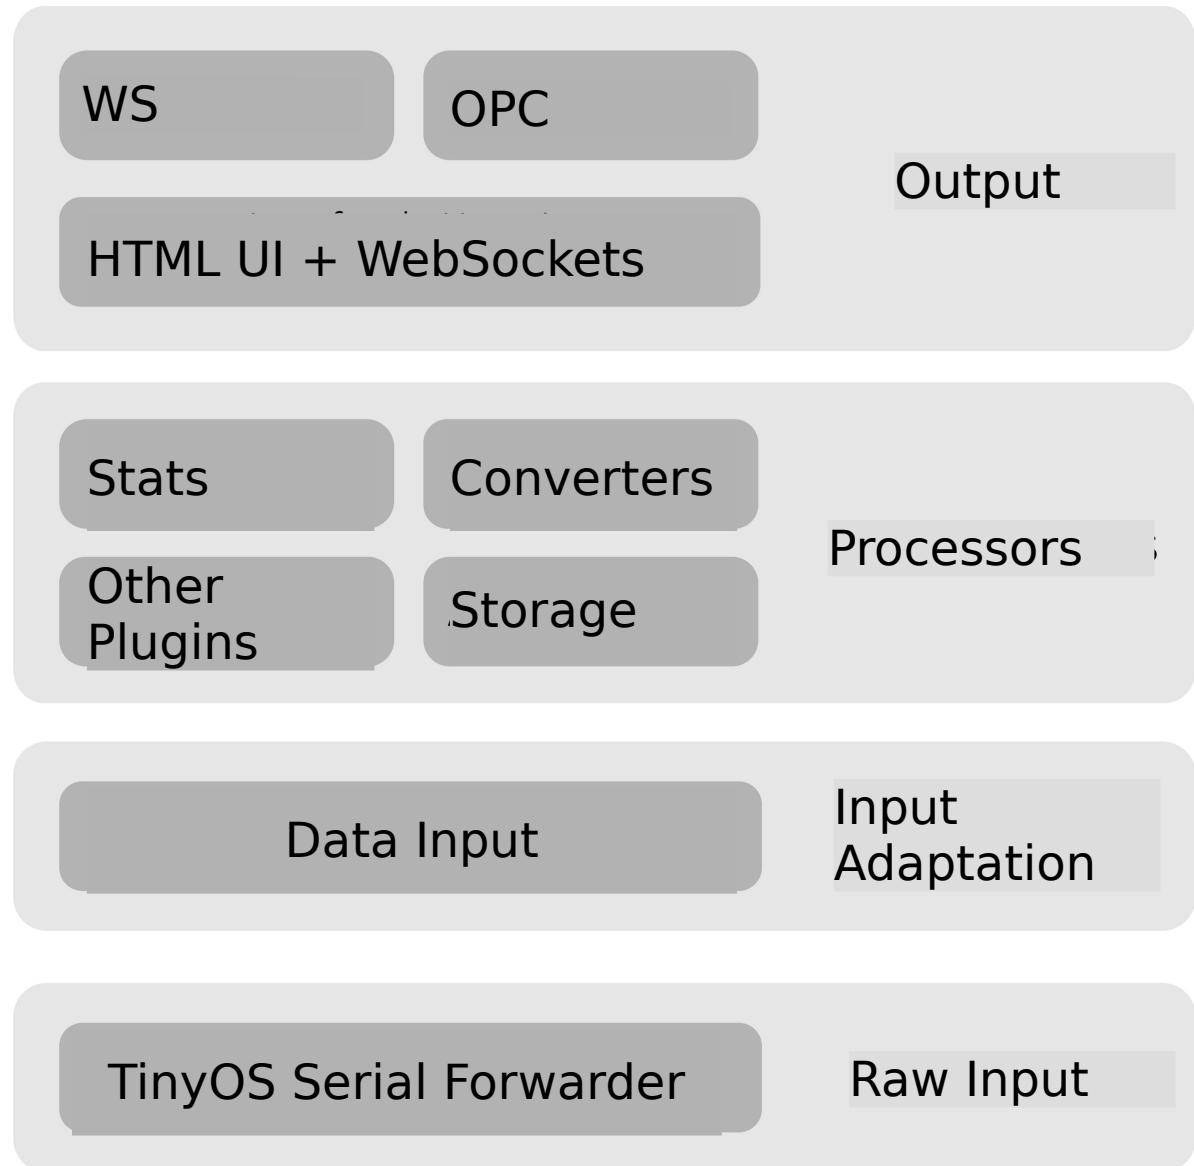 WS
OPC
Output
HTML UI + WebSockets
Stats
Converters
Processors
Other
Plugins
Storage
Data Input
Input
Adaptation
TinyOS Serial Forwarder
Raw Input